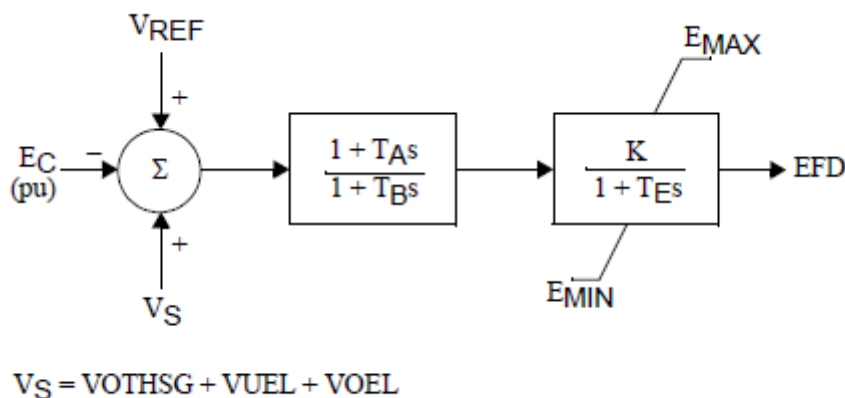 VREF
EMAX
+
EC
(pu)
−
Σ
1 + TAs
1 + TBs
K
1 + TEs
EFD
+
EMIN
VS
VS = VOTHSG + VUEL + VOEL